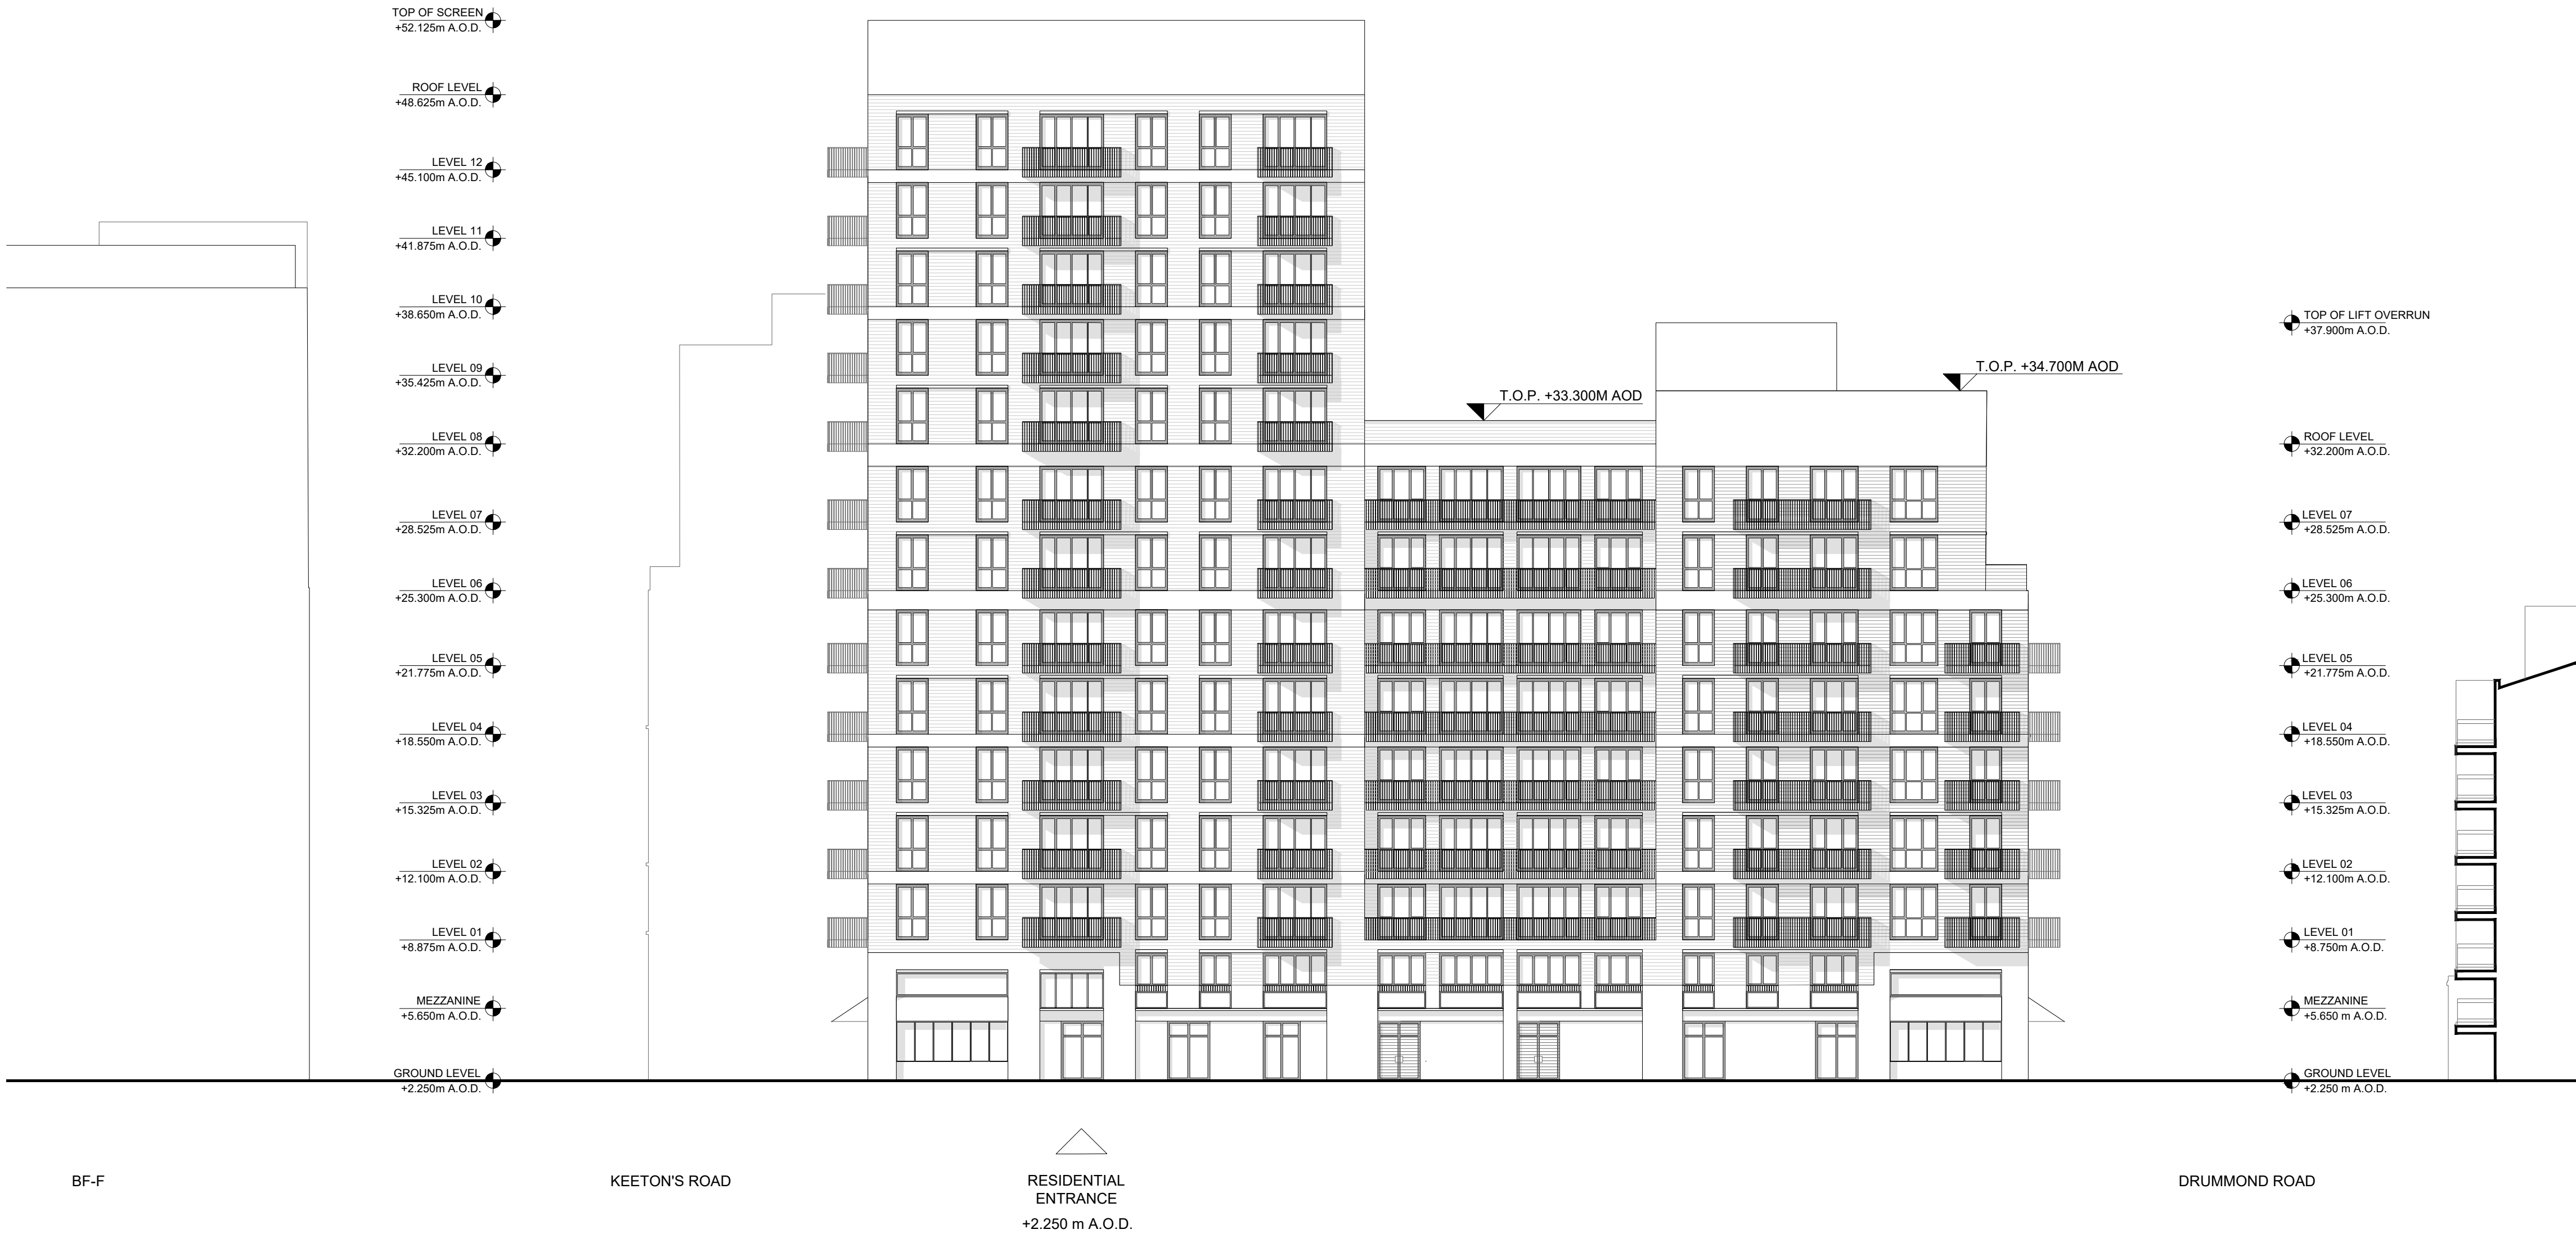 TOP OF SCREEN
+52.125m A.O.D.
ROOF LEVEL
+48.625m A.O.D.
LEVEL 12
+45.100m A.O.D.
LEVEL 11
+41.875m A.O.D.
LEVEL 10
+38.650m A.O.D.
LEVEL 09
+35.425m A.O.D.
LEVEL 08
+32.200m A.O.D.
LEVEL 07
+28.525m A.O.D.
LEVEL 06
+25.300m A.O.D.
LEVEL 05
+21.775m A.O.D.
LEVEL 04
+18.550m A.O.D.
LEVEL 03
+15.325m A.O.D.
LEVEL 02
+12.100m A.O.D.
LEVEL 01
+8.875m A.O.D.
MEZZANINE
+5.650m A.O.D.
GROUND LEVEL
+2.250m A.O.D.
T.O.P. +33.300M AOD
T.O.P. +34.700M AOD
TOP OF LIFT OVERRUN
+37.900m A.O.D.
ROOF LEVEL
+32.200m A.O.D.
LEVEL 07
+28.525m A.O.D.
LEVEL 06
+25.300m A.O.D.
LEVEL 05
+21.775m A.O.D.
LEVEL 04
+18.550m A.O.D.
LEVEL 03
+15.325m A.O.D.
LEVEL 02
+12.100m A.O.D.
LEVEL 01
+8.750m A.O.D.
MEZZANINE
+5.650 m A.O.D.
GROUND LEVEL
+2.250 m A.O.D.
BF-F
KEETON'S ROAD
RESIDENTIAL
ENTRANCE
+2.250 m A.O.D.
DRUMMOND ROAD